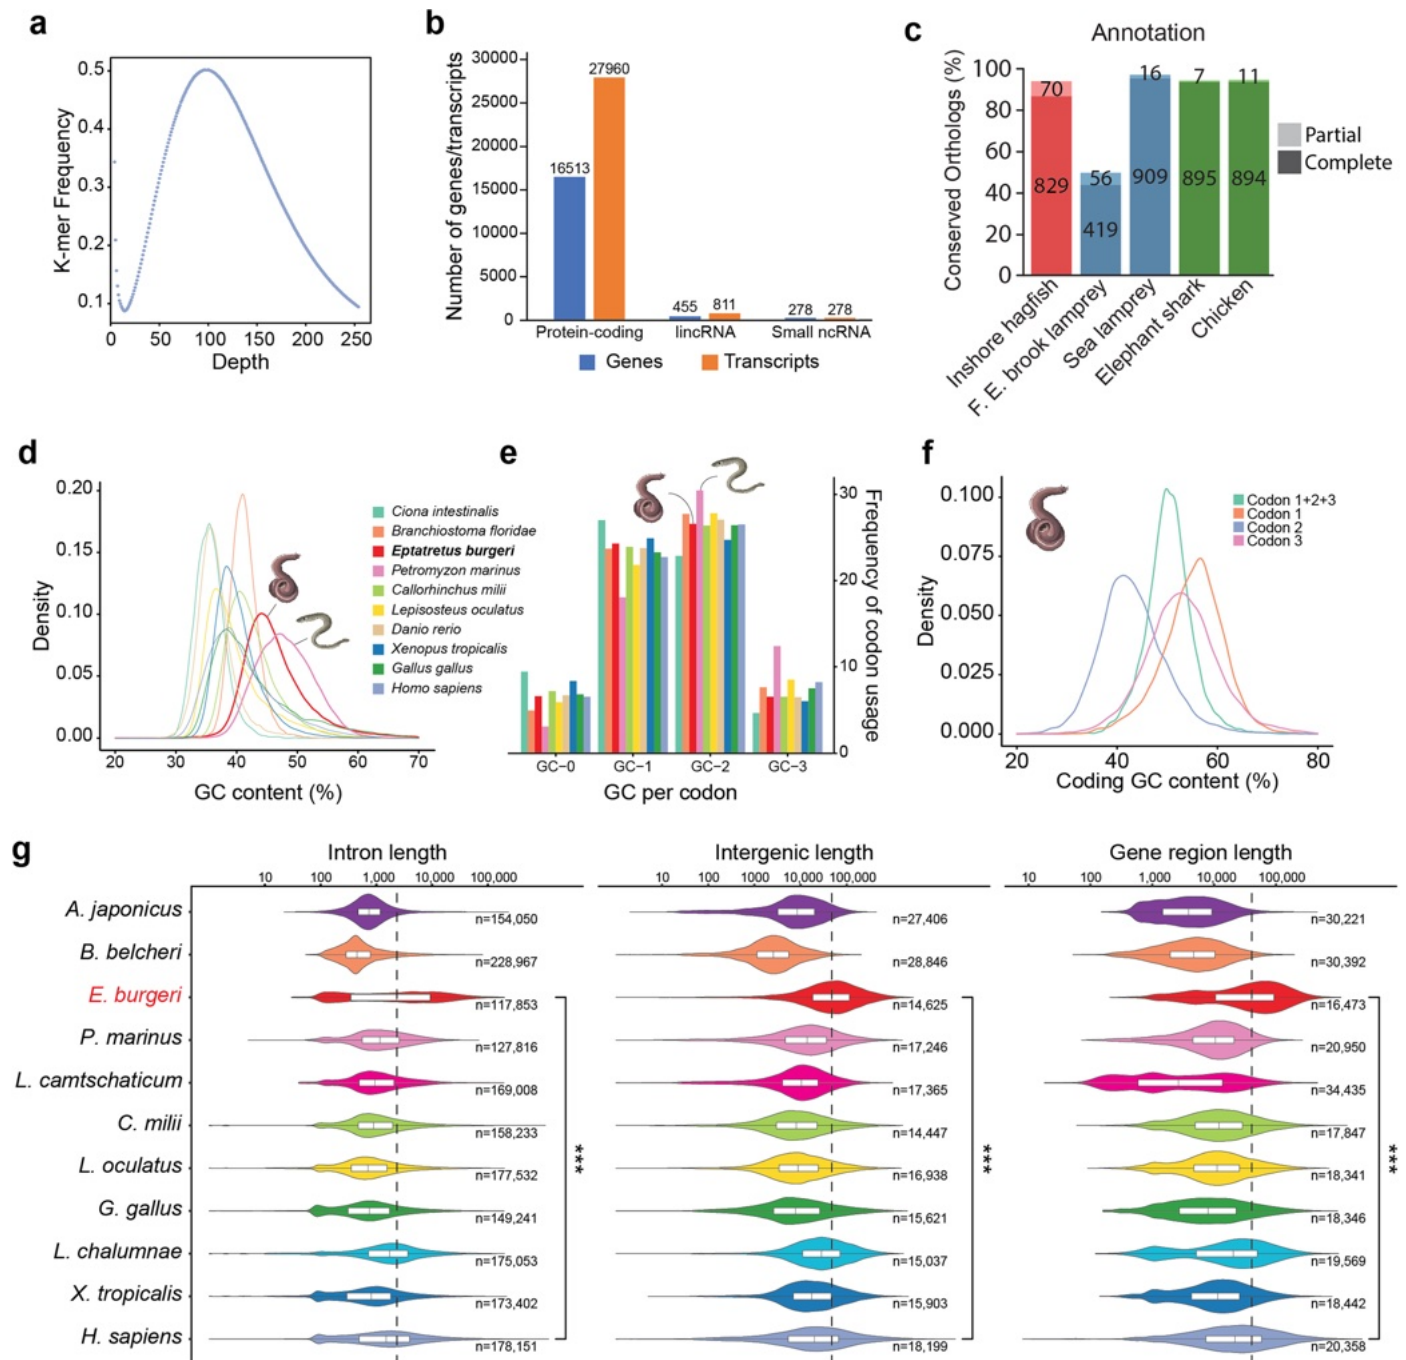 a
K-mer Frequency
0.5
0.4
0.3
0.2
0.1
0 50 100 150 200 250
Depth
b
Number of genes/transcripts
30000
25000
20000
15000
10000
5000
0
16513
27960
455
811
278
278
Protein-coding lincRNA Small ncRNA
Genes Transcripts
c
Annotation
Conserved Orthologs (%)
100
80
60
40
20
0
70
829
56
419
16
909
7
895
11
894
Partial
Complete
Inshore hagfish
F. E. brook lamprey
Sea lamprey
Elephant shark
Chicken
d
Density
0.20
0.15
0.10
0.05
0.00
20 30 40 50 60 70
GC content (%)
Ciona intestinalis
Branchiostoma floridae
Eptatretus burgeri
Petromyzon marinus
Callorhinchus milii
Lepisosteus oculatus
Danio rerio
Xenopus tropicalis
Gallus gallus
Homo sapiens
e
30
20
10
0
Frequency of codon usage
GC−0 GC−1 GC−2 GC−3
GC per codon
f
Density
0.100
0.075
0.050
0.025
0.000
20 40 60 80
Coding GC content (%)
Codon 1+2+3
Codon 1
Codon 2
Codon 3
g
Intron length Intergenic length Gene region length
10 100 1,000 10,000 100,000 10 100 1000 10,000 100,000 10 100 1,000 10,000 100,000
A. japonicus n=154,050 n=27,406 n=30,221
B. belcheri n=228,967 n=28,846 n=30,392
E. burgeri n=117,853 n=14,625 n=16,473
P. marinus n=127,816 n=17,246 n=20,950
L. camtschaticum n=169,008 n=17,365 n=34,435
C. milii n=158,233 n=14,447 n=17,847
L. oculatus n=177,532 n=16,938 n=18,341
G. gallus n=149,241 n=15,621 n=18,346
L. chalumnae n=175,053 n=15,037 n=19,569
X. tropicalis n=173,402 n=15,903 n=18,442
H. sapiens n=178,151 n=18,199 n=20,358
*** *** ***